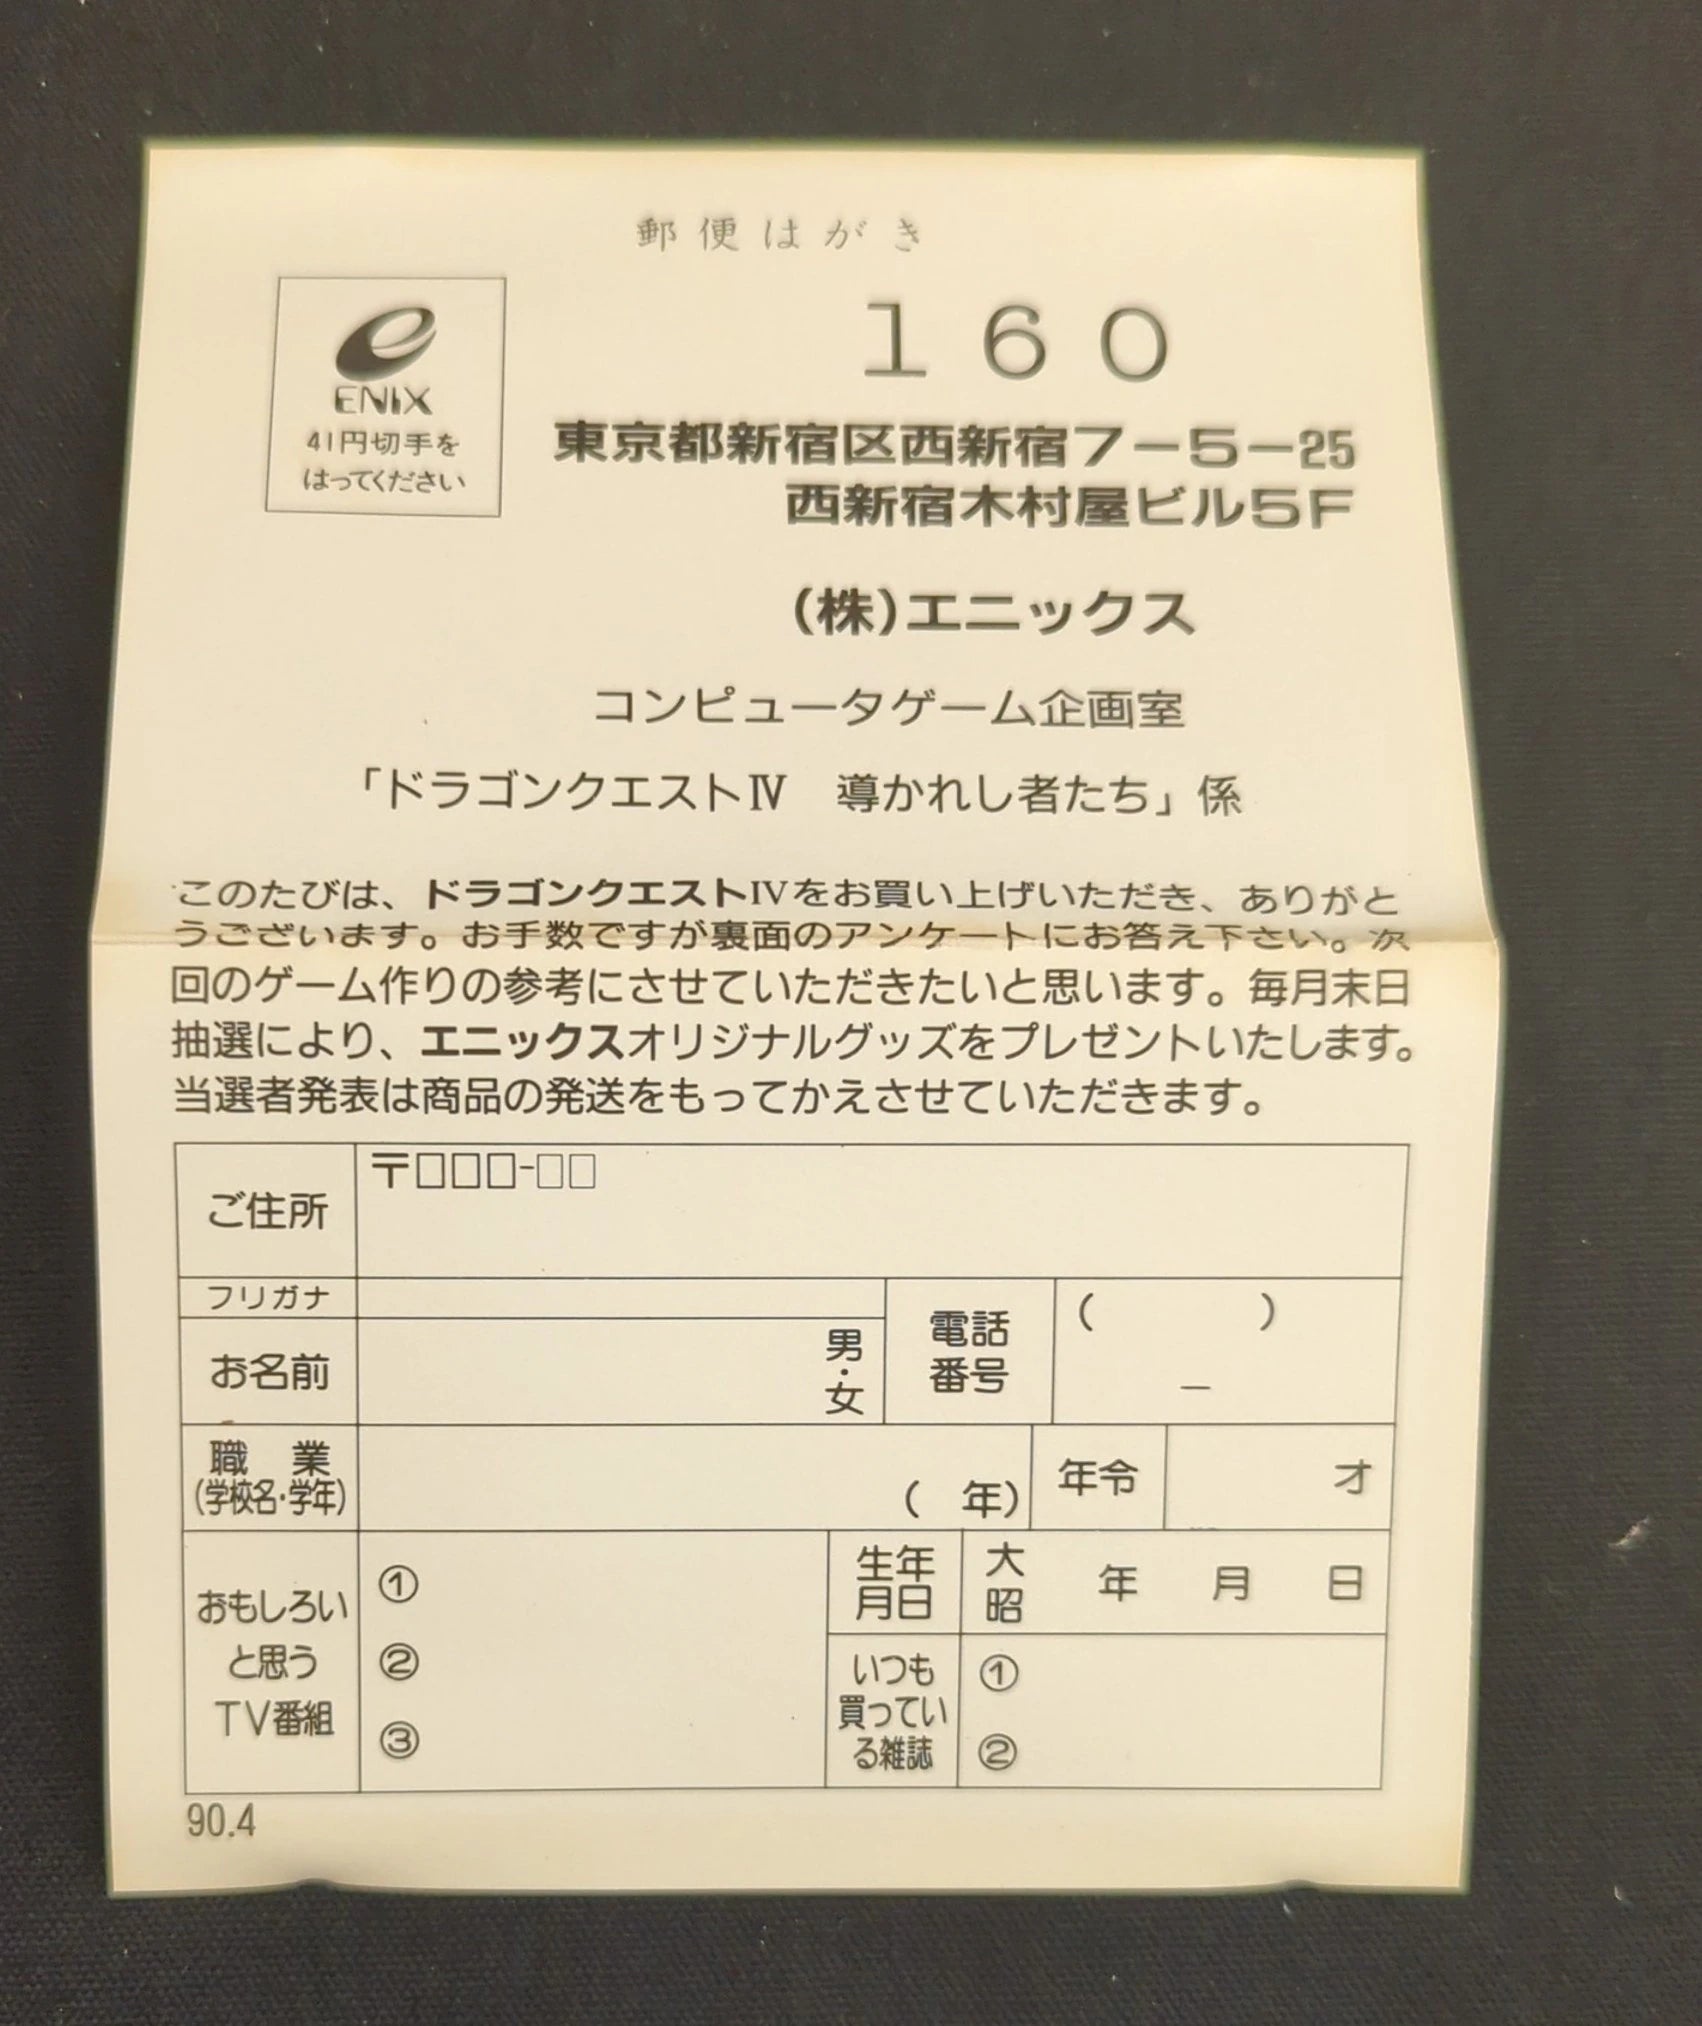 郵便はがき
ENIX
41円切手を
はってください
160
東京都新宿区西新宿7-5-25
西新宿木村屋ビル5F
(株)エニックス
コンピュータゲーム企画室
「ドラゴンクエストⅣ 導かれし者たち」係
このたびは、ドラゴンクエストⅣをお買い上げいただき、ありがと
うございます。お手数ですが裏面のアンケートにお答え下さい。次
回のゲーム作りの参考にさせていただきたいと思います。毎月末日
抽選により、エニックスオリジナルグッズをプレゼントいたします。
当選者発表は商品の発送をもってかえさせていただきます。
ご住所
〒□□□-□□
フリガナ
お名前
男・女
電話
番号
( )
-
職 業
(学校名・学年)
( 年)
年令
才
おもしろい
と思う
TV番組
①
②
③
生年
月日
大
昭
年 月 日
いつも
買ってい
る雑誌
①
②
90.4